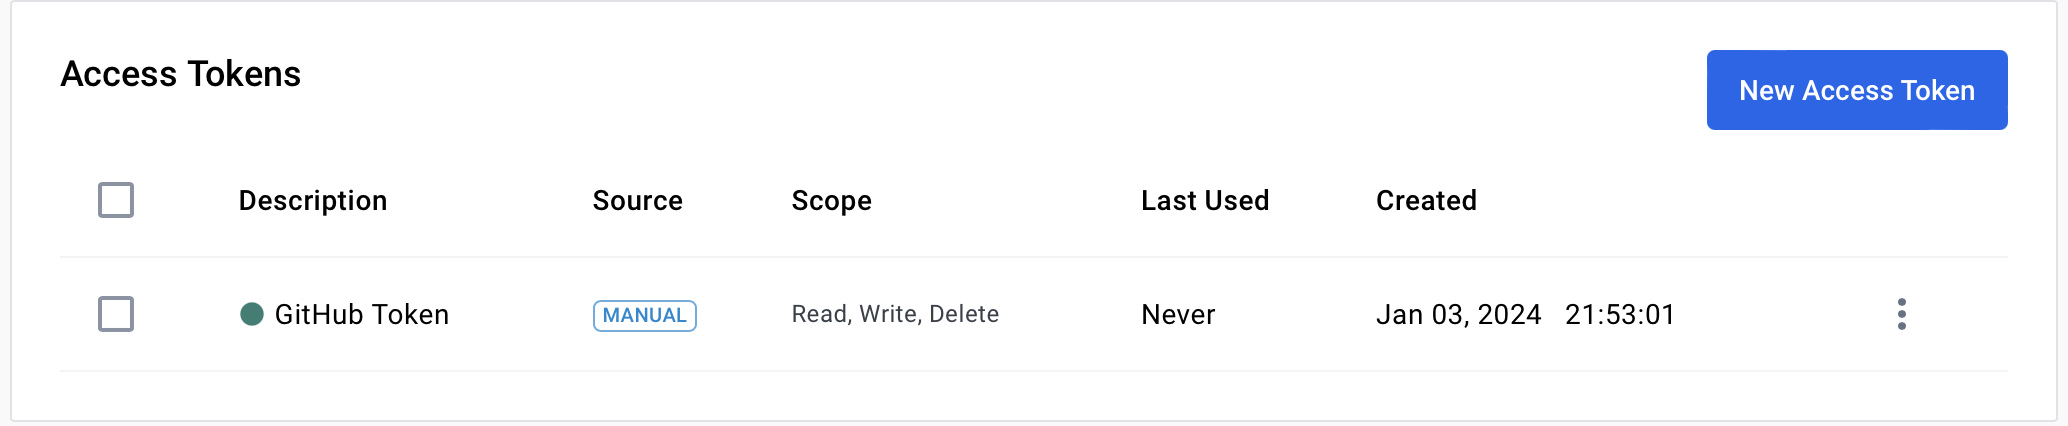 Access Tokens
New Access Token
Description Source Scope Last Used Created
GitHub Token MANUAL Read, Write, Delete Never Jan 03, 2024 21:53:01